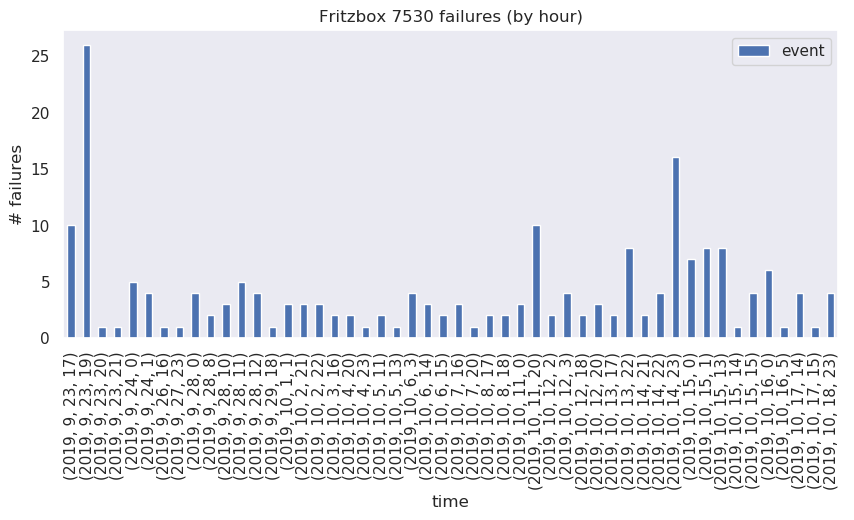 Fritzbox 7530 failures (by hour)
event
# failures
25
20
15
10
5
0
(2019, 9, 23, 17)
(2019, 9, 23, 19)
(2019, 9, 23, 20)
(2019, 9, 23, 21)
(2019, 9, 24, 0)
(2019, 9, 24, 1)
(2019, 9, 26, 16)
(2019, 9, 27, 23)
(2019, 9, 28, 0)
(2019, 9, 28, 8)
(2019, 9, 28, 10)
(2019, 9, 28, 11)
(2019, 9, 28, 12)
(2019, 9, 29, 18)
(2019, 10, 1, 1)
(2019, 10, 2, 21)
(2019, 10, 2, 22)
(2019, 10, 3, 16)
(2019, 10, 4, 20)
(2019, 10, 4, 23)
(2019, 10, 5, 11)
(2019, 10, 5, 13)
(2019, 10, 6, 3)
(2019, 10, 6, 14)
(2019, 10, 6, 15)
(2019, 10, 7, 16)
(2019, 10, 7, 20)
(2019, 10, 8, 17)
(2019, 10, 8, 18)
(2019, 10, 11, 0)
(2019, 10, 11, 20)
(2019, 10, 12, 2)
(2019, 10, 12, 3)
(2019, 10, 12, 18)
(2019, 10, 12, 20)
(2019, 10, 13, 17)
(2019, 10, 13, 22)
(2019, 10, 14, 21)
(2019, 10, 14, 22)
(2019, 10, 14, 23)
(2019, 10, 15, 0)
(2019, 10, 15, 1)
(2019, 10, 15, 13)
(2019, 10, 15, 14)
(2019, 10, 15, 15)
(2019, 10, 16, 0)
(2019, 10, 16, 5)
(2019, 10, 17, 14)
(2019, 10, 17, 15)
(2019, 10, 18, 23)
time